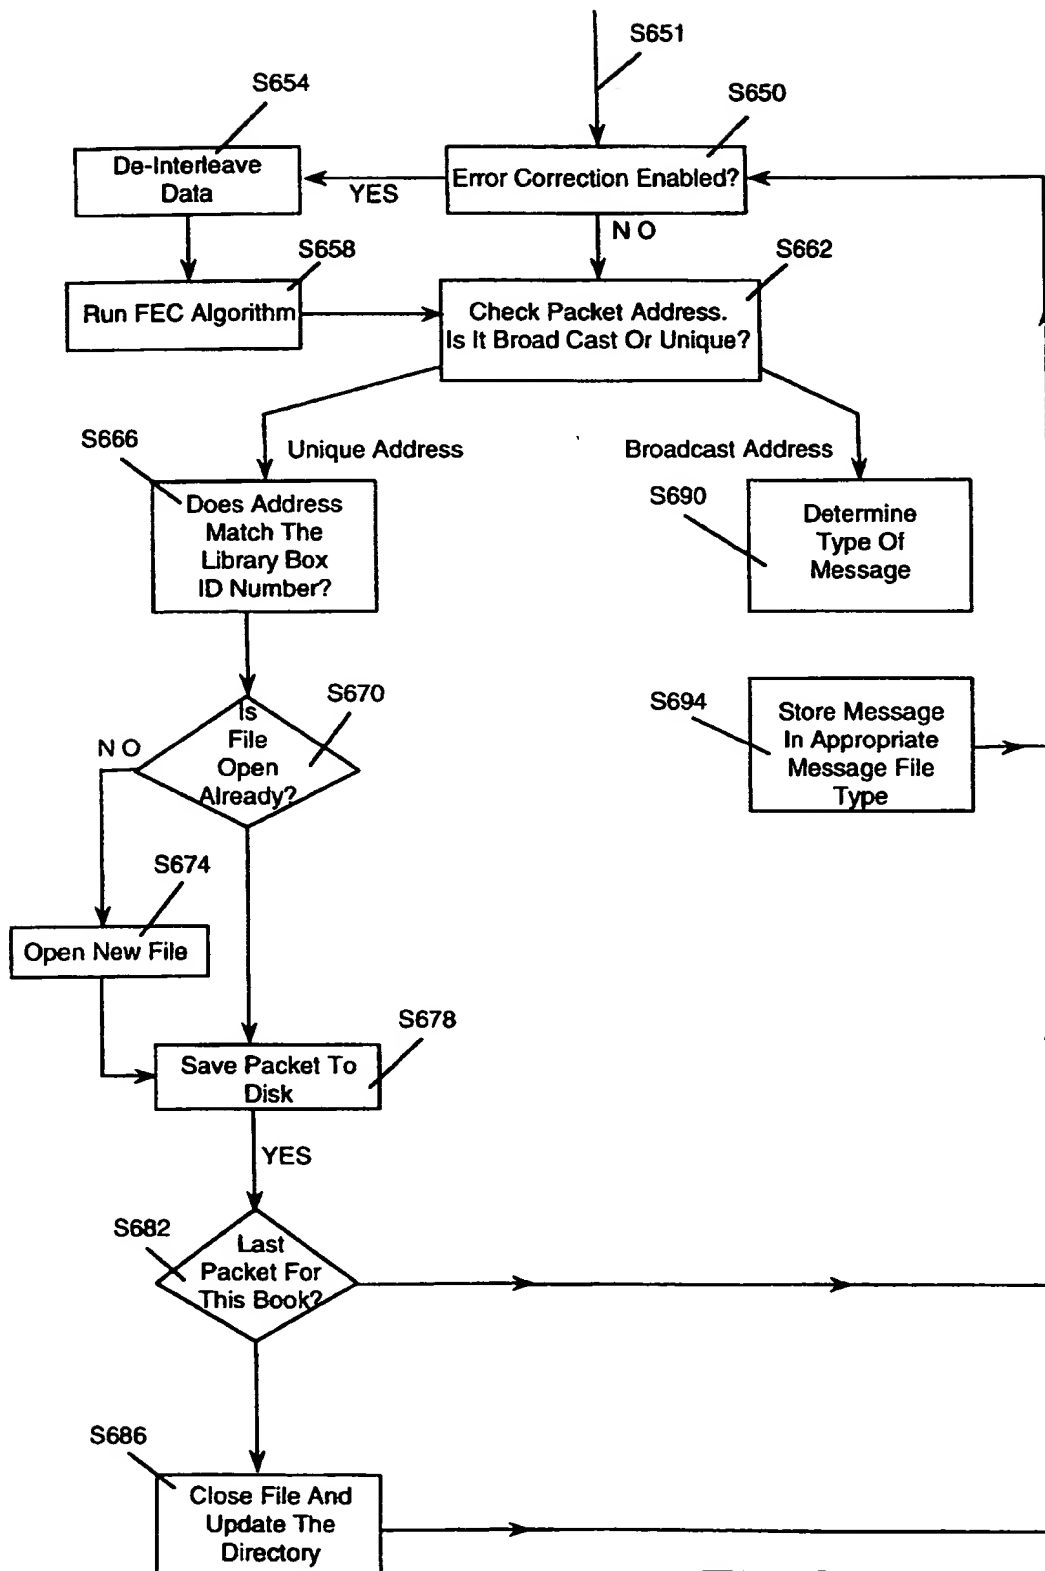 S651
S654
S650
De-Interleave
Data
YES
Error Correction Enabled?
NO
S658
S662
Run FEC Algorithm
Check Packet Address.
Is It Broad Cast Or Unique?
S666
Unique Address
Broadcast Address
Does Address
Match The
Library Box
ID Number?
S690
Determine
Type Of
Message
S670
Is
File
Open
Already?
NO
S694
Store Message
In Appropriate
Message File
Type
S674
Open New File
S678
Save Packet To
Disk
YES
S682
Last
Packet For
This Book?
S686
Close File And
Update The
Directory